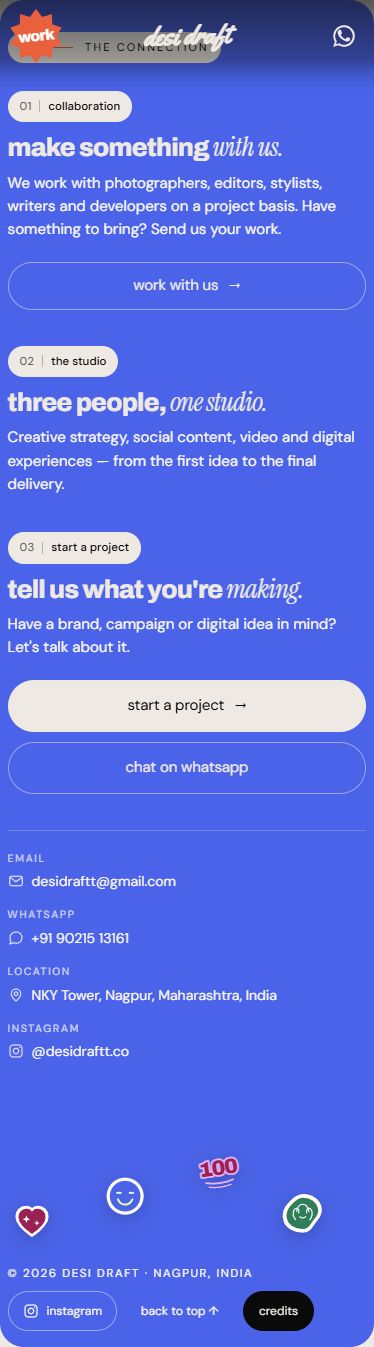 work
desi draft
THE CONNECTION
01 | collaboration
make something with us.
We work with photographers, editors, stylists,
writers and developers on a project basis. Have
something to bring? Send us your work.
work with us →
02 | the studio
three people, one studio.
Creative strategy, social content, video and digital
experiences — from the first idea to the final
delivery.
03 | start a project
tell us what you're making.
Have a brand, campaign or digital idea in mind?
Let's talk about it.
start a project →
chat on whatsapp
EMAIL
desidraftt@gmail.com
WHATSAPP
+91 90215 13161
LOCATION
NKY Tower, Nagpur, Maharashtra, India
INSTAGRAM
@desidraftt.co
100
© 2026 DESI DRAFT · NAGPUR, INDIA
instagram
back to top ↑
credits